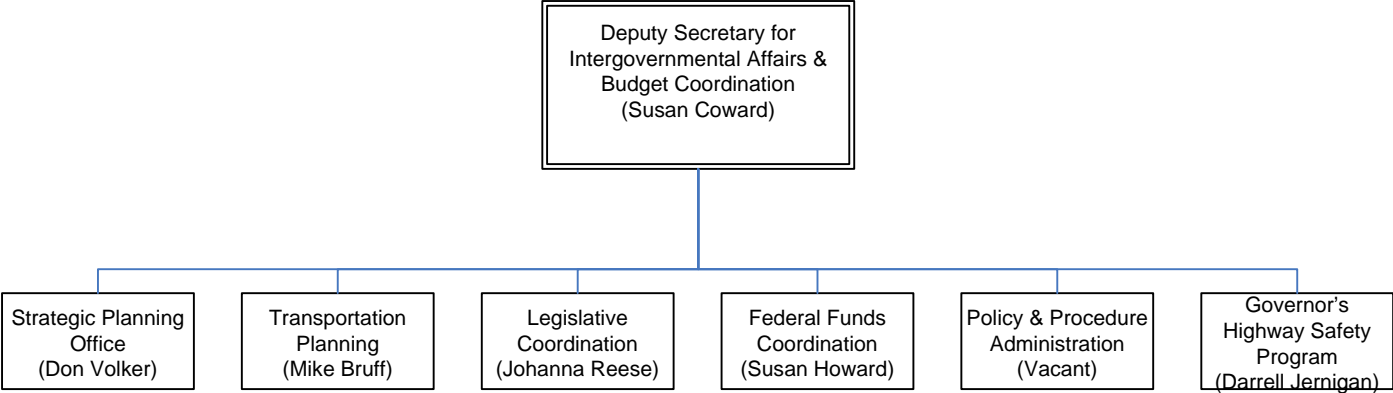 Deputy Secretary for
Intergovernmental Affairs &
Budget Coordination
(Susan Coward)
Strategic Planning
Office
(Don Volker)
Transportation
Planning
(Mike Bruff)
Legislative
Coordination
(Johanna Reese)
Federal Funds
Coordination
(Susan Howard)
Policy & Procedure
Administration
(Vacant)
Governor’s
Highway Safety
Program
(Darrell Jernigan)